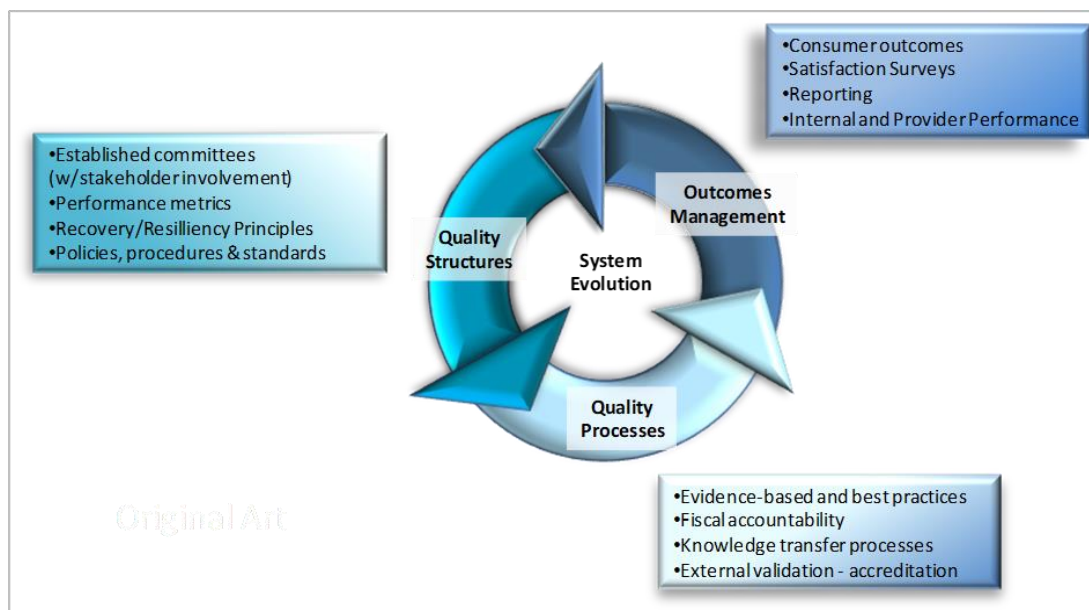 •Consumer outcomes
•Satisfaction Surveys
•Reporting
•Internal and Provider Performance
•Established committees
(w/stakeholder involvement)
•Performance metrics
•Recovery/Resilliency Principles
•Policies, procedures & standards
Outcomes
Management
Quality
Structures
System
Evolution
Quality
Processes
•Evidence-based and best practices
•Fiscal accountability
•Knowledge transfer processes
•External validation - accreditation
Original Art